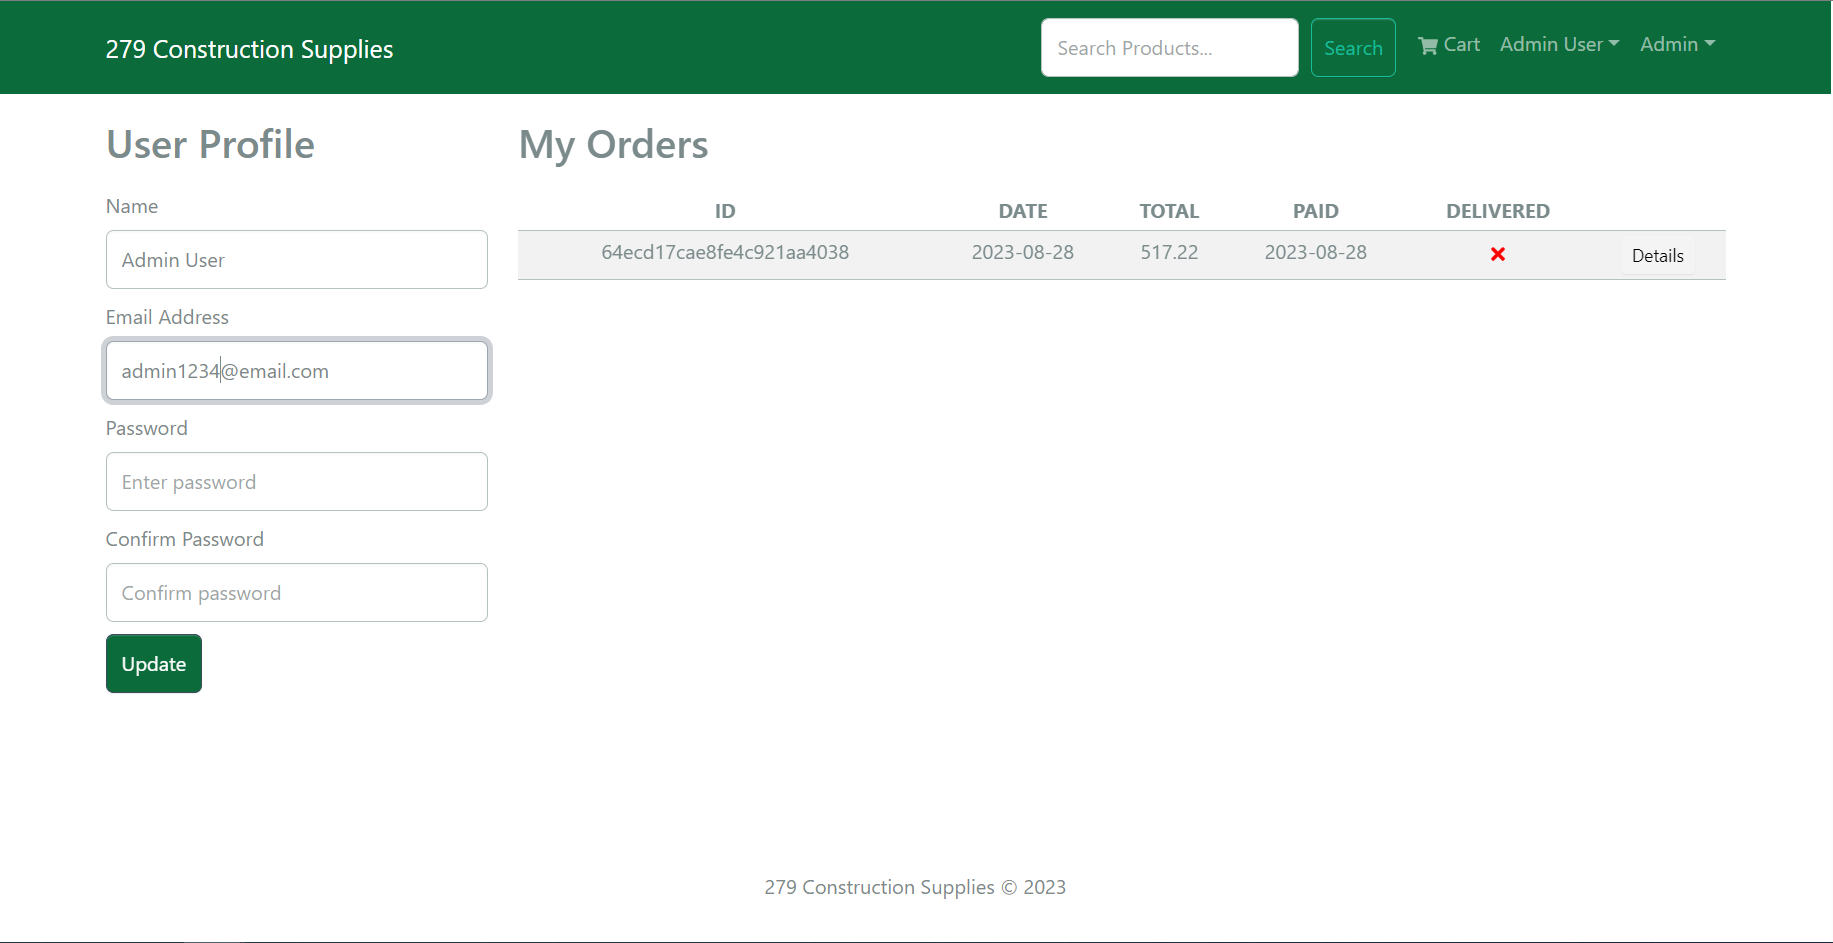 279 Construction Supplies
Search Products...
Search
Cart
Admin User
Admin
User Profile
Name
Admin User
Email Address
admin1234@email.com
Password
Enter password
Confirm Password
Confirm password
Update
My Orders
ID DATE TOTAL PAID DELIVERED
64ecd17cae8fe4c921aa4038 2023-08-28 517.22 2023-08-28 Details
279 Construction Supplies © 2023